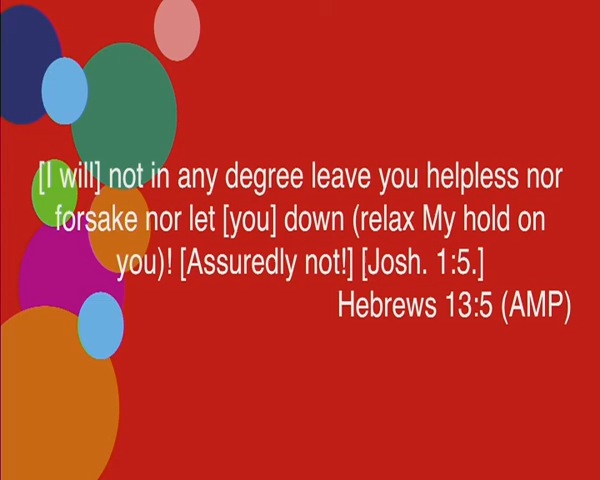 [I will] not in any degree leave you helpless nor
forsake nor let [you] down (relax My hold on
you)! [Assuredly not!] [Josh. 1:5.]
Hebrews 13:5 (AMP)